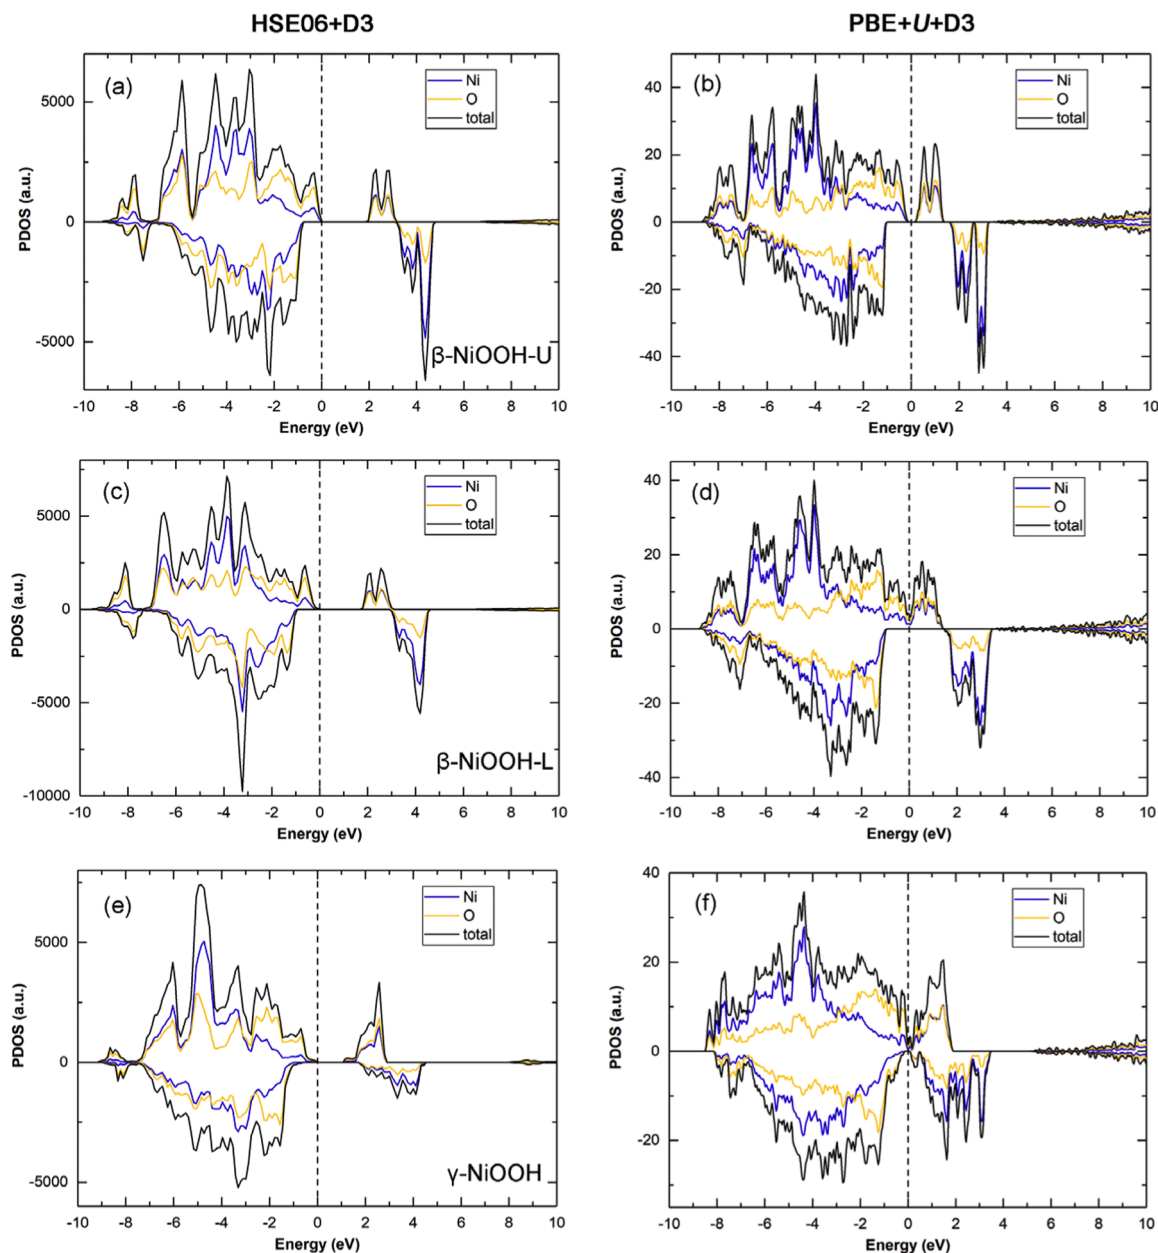 HSE06+D3
PBE+U+D3
(a)
Ni
O
total
5000
0
-5000
PDOS (a.u.)
β-NiOOH-U
-10 -8 -6 -4 -2 0 2 4 6 8 10
Energy (eV)
(b)
Ni
O
total
40
20
0
-20
-40
PDOS (a.u.)
-10 -8 -6 -4 -2 0 2 4 6 8 10
Energy (eV)
(c)
Ni
O
total
5000
0
-5000
-10000
PDOS (a.u.)
β-NiOOH-L
-10 -8 -6 -4 -2 0 2 4 6 8 10
Energy (eV)
(d)
Ni
O
total
40
20
0
-20
-40
PDOS (a.u.)
-10 -8 -6 -4 -2 0 2 4 6 8 10
Energy (eV)
(e)
Ni
O
total
5000
0
-5000
PDOS (a.u.)
γ-NiOOH
-10 -8 -6 -4 -2 0 2 4 6 8 10
Energy (eV)
(f)
Ni
O
total
40
20
0
-20
PDOS (a.u.)
-10 -8 -6 -4 -2 0 2 4 6 8 10
Energy (eV)